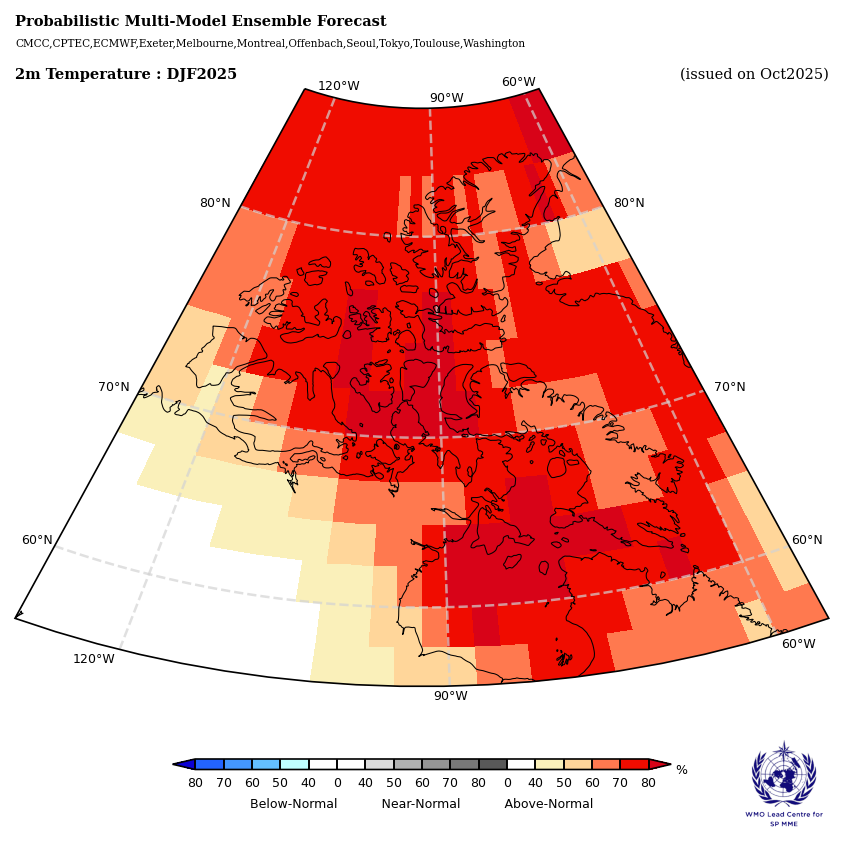 Probabilistic Multi-Model Ensemble Forecast
CMCC,CPTEC,ECMWF,Exeter,Melbourne,Montreal,Offenbach,Seoul,Tokyo,Toulouse,Washington
2m Temperature : DJF2025 (issued on Oct2025)
120°W 90°W 60°W
80°N 80°N
70°N 70°N
60°N 60°N
120°W 90°W 60°W
80 70 60 50 40 0 40 50 60 70 80 0 40 50 60 70 80 %
Below-Normal Near-Normal Above-Normal
WMO Lead Centre for
SP MME